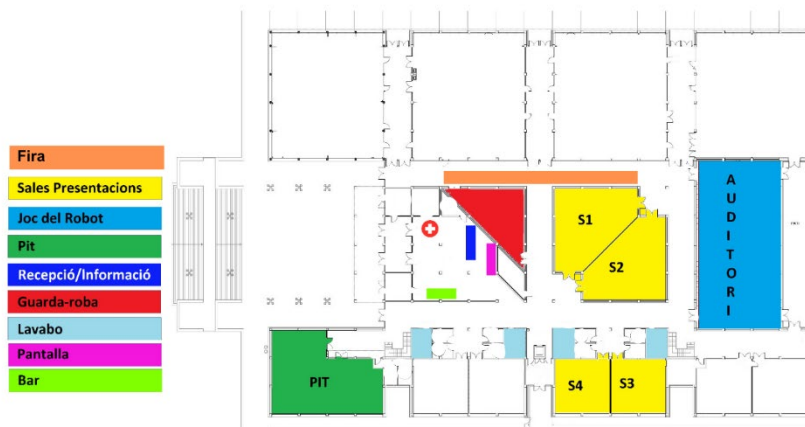 Fira
Sales Presentacions
Joc del Robot
Pit
Recepció/Informació
Guarda-roba
Lavabo
Pantalla
Bar
S1
S2
AUDITORI
PIT
S4
S3